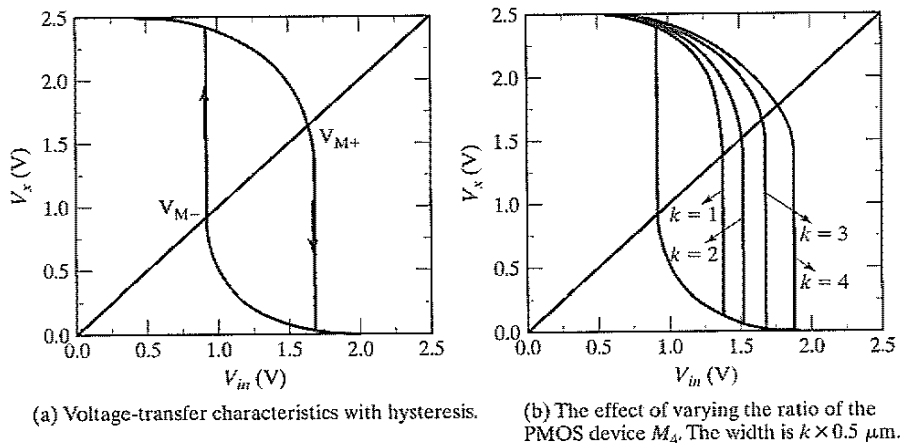 2.5
2.0
1.5
1.0
0.5
0.0
V_x (V)
V_M+
V_M−
0.0 0.5 1.0 1.5 2.0 2.5
V_in (V)
(a) Voltage-transfer characteristics with hysteresis.
2.5
2.0
1.5
1.0
0.5
0.0
V_x (V)
k = 1
k = 2
k = 3
k = 4
0.0 0.5 1.0 1.5 2.0 2.5
V_in (V)
(b) The effect of varying the ratio of the
PMOS device M_4. The width is k × 0.5 μm.